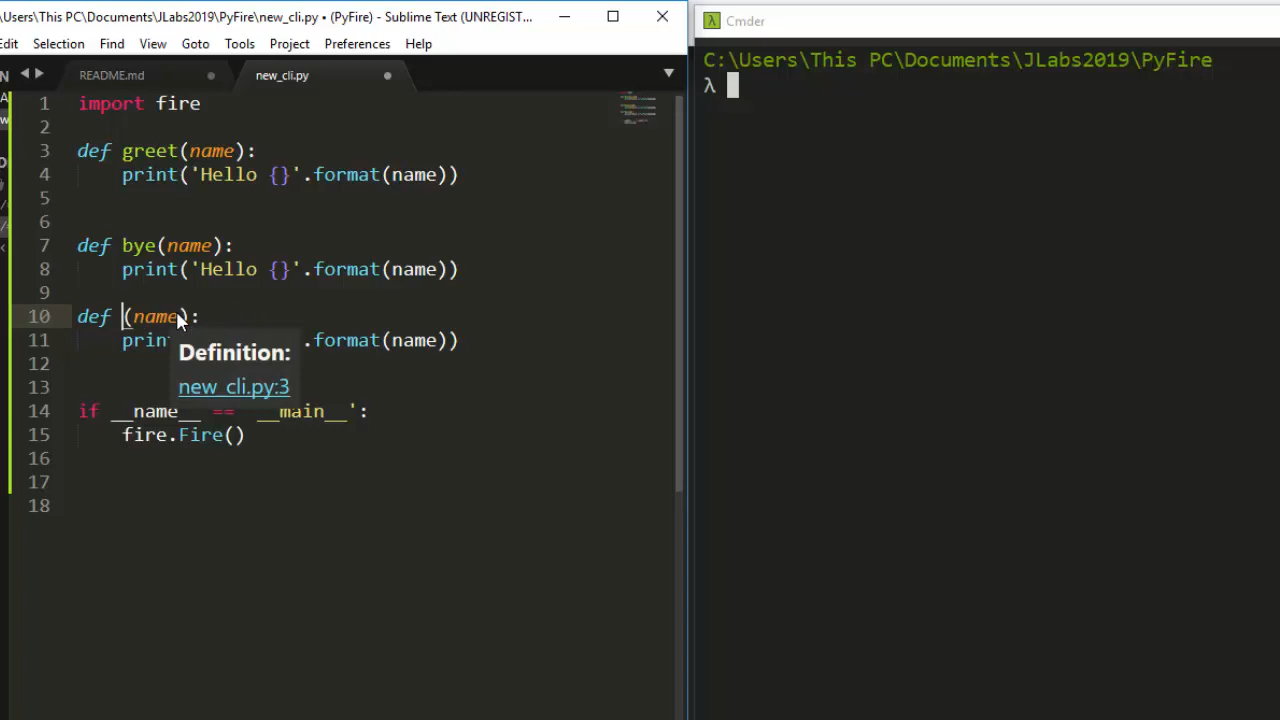 \Users\This PC\Documents\JLabs2019\PyFire\new_cli.py • (PyFire) - Sublime Text (UNREGIST...
Edit Selection Find View Goto Tools Project Preferences Help
README.md new_cli.py
1 import fire
2
3 def greet(name):
4 print('Hello {}'.format(name))
5
6
7 def bye(name):
8 print('Hello {}'.format(name))
9
10 def (name):
11 print .format(name))
12
13
14 if __name__ == __main__':
15 fire.Fire()
16
17
18
Definition:
new_cli.py:3
λ Cmder
C:\Users\This PC\Documents\JLabs2019\PyFire
λ